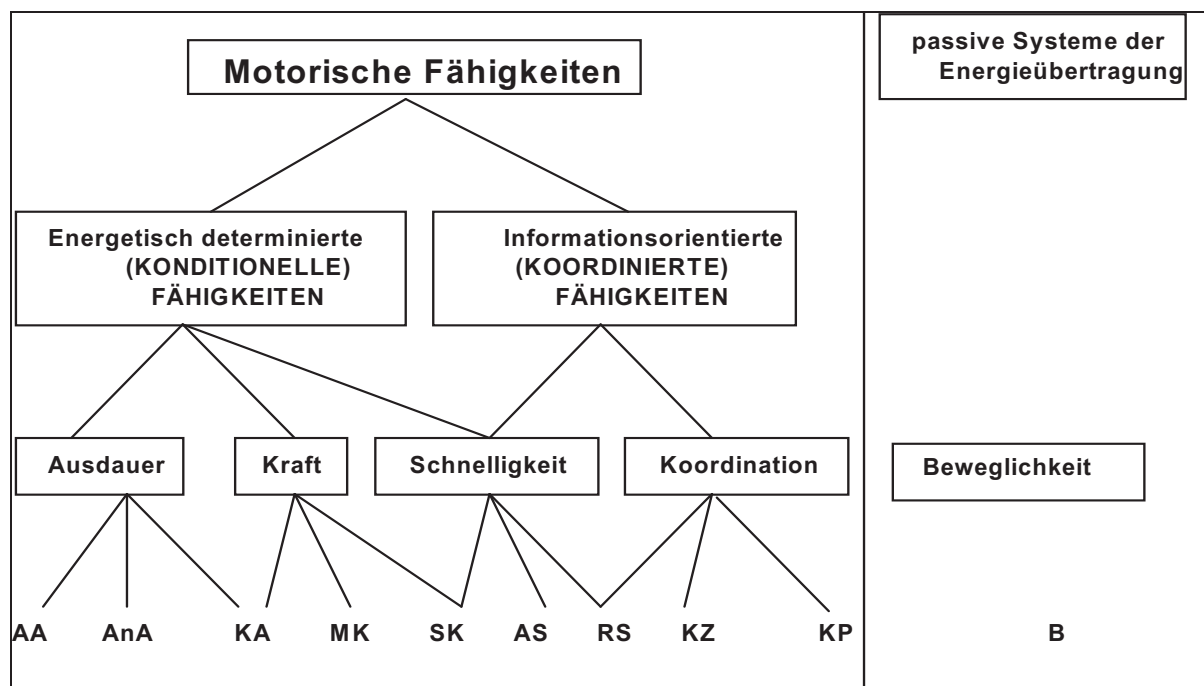 Motorische Fähigkeiten
passive Systeme der
Energieübertragung
Energetisch determinierte
(KONDITIONELLE)
FÄHIGKEITEN
Informationsorientierte
(KOORDINIERTE)
FÄHIGKEITEN
Ausdauer
Kraft
Schnelligkeit
Koordination
Beweglichkeit
AA AnA KA MK SK AS RS KZ KP B